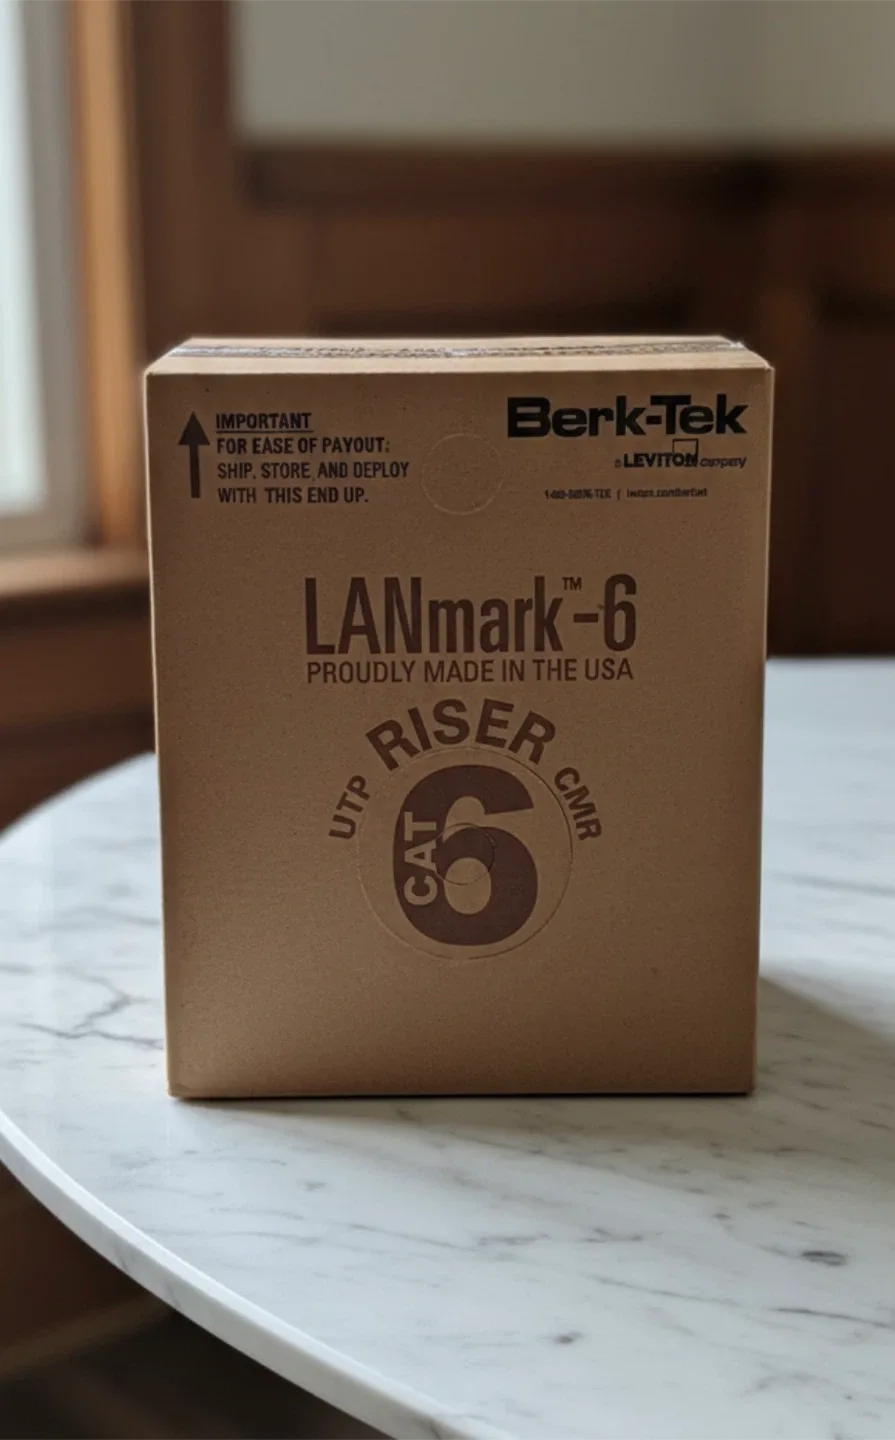 IMPORTANT
FOR EASE OF PAYOUT:
SHIP, STORE AND DEPLOY
WITH THIS END UP.
Berk-Tek
a LEVITON company
LANmark™-6
PROUDLY MADE IN THE USA
UTP RISER CMR
CAT 6